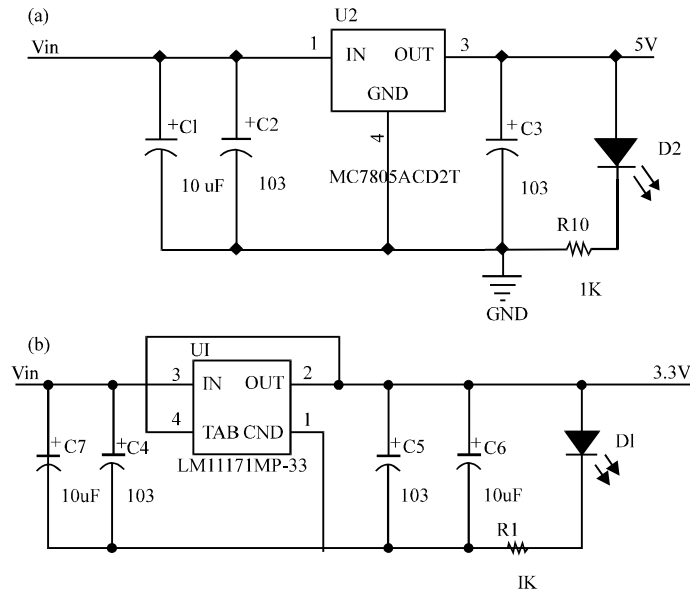 (a)
U2
Vin
1
IN OUT
3
5V
GND
+C1
+C2
4
+C3
D2
10 uF
103
MC7805ACD2T
103
R10
1K
GND
(b)
UI
Vin
3
IN OUT
2
3.3V
4
TAB CND
1
+C7
+C4
+C5
+C6
Dl
LM11171MP-33
10uF
103
103
10uF
R1
IK